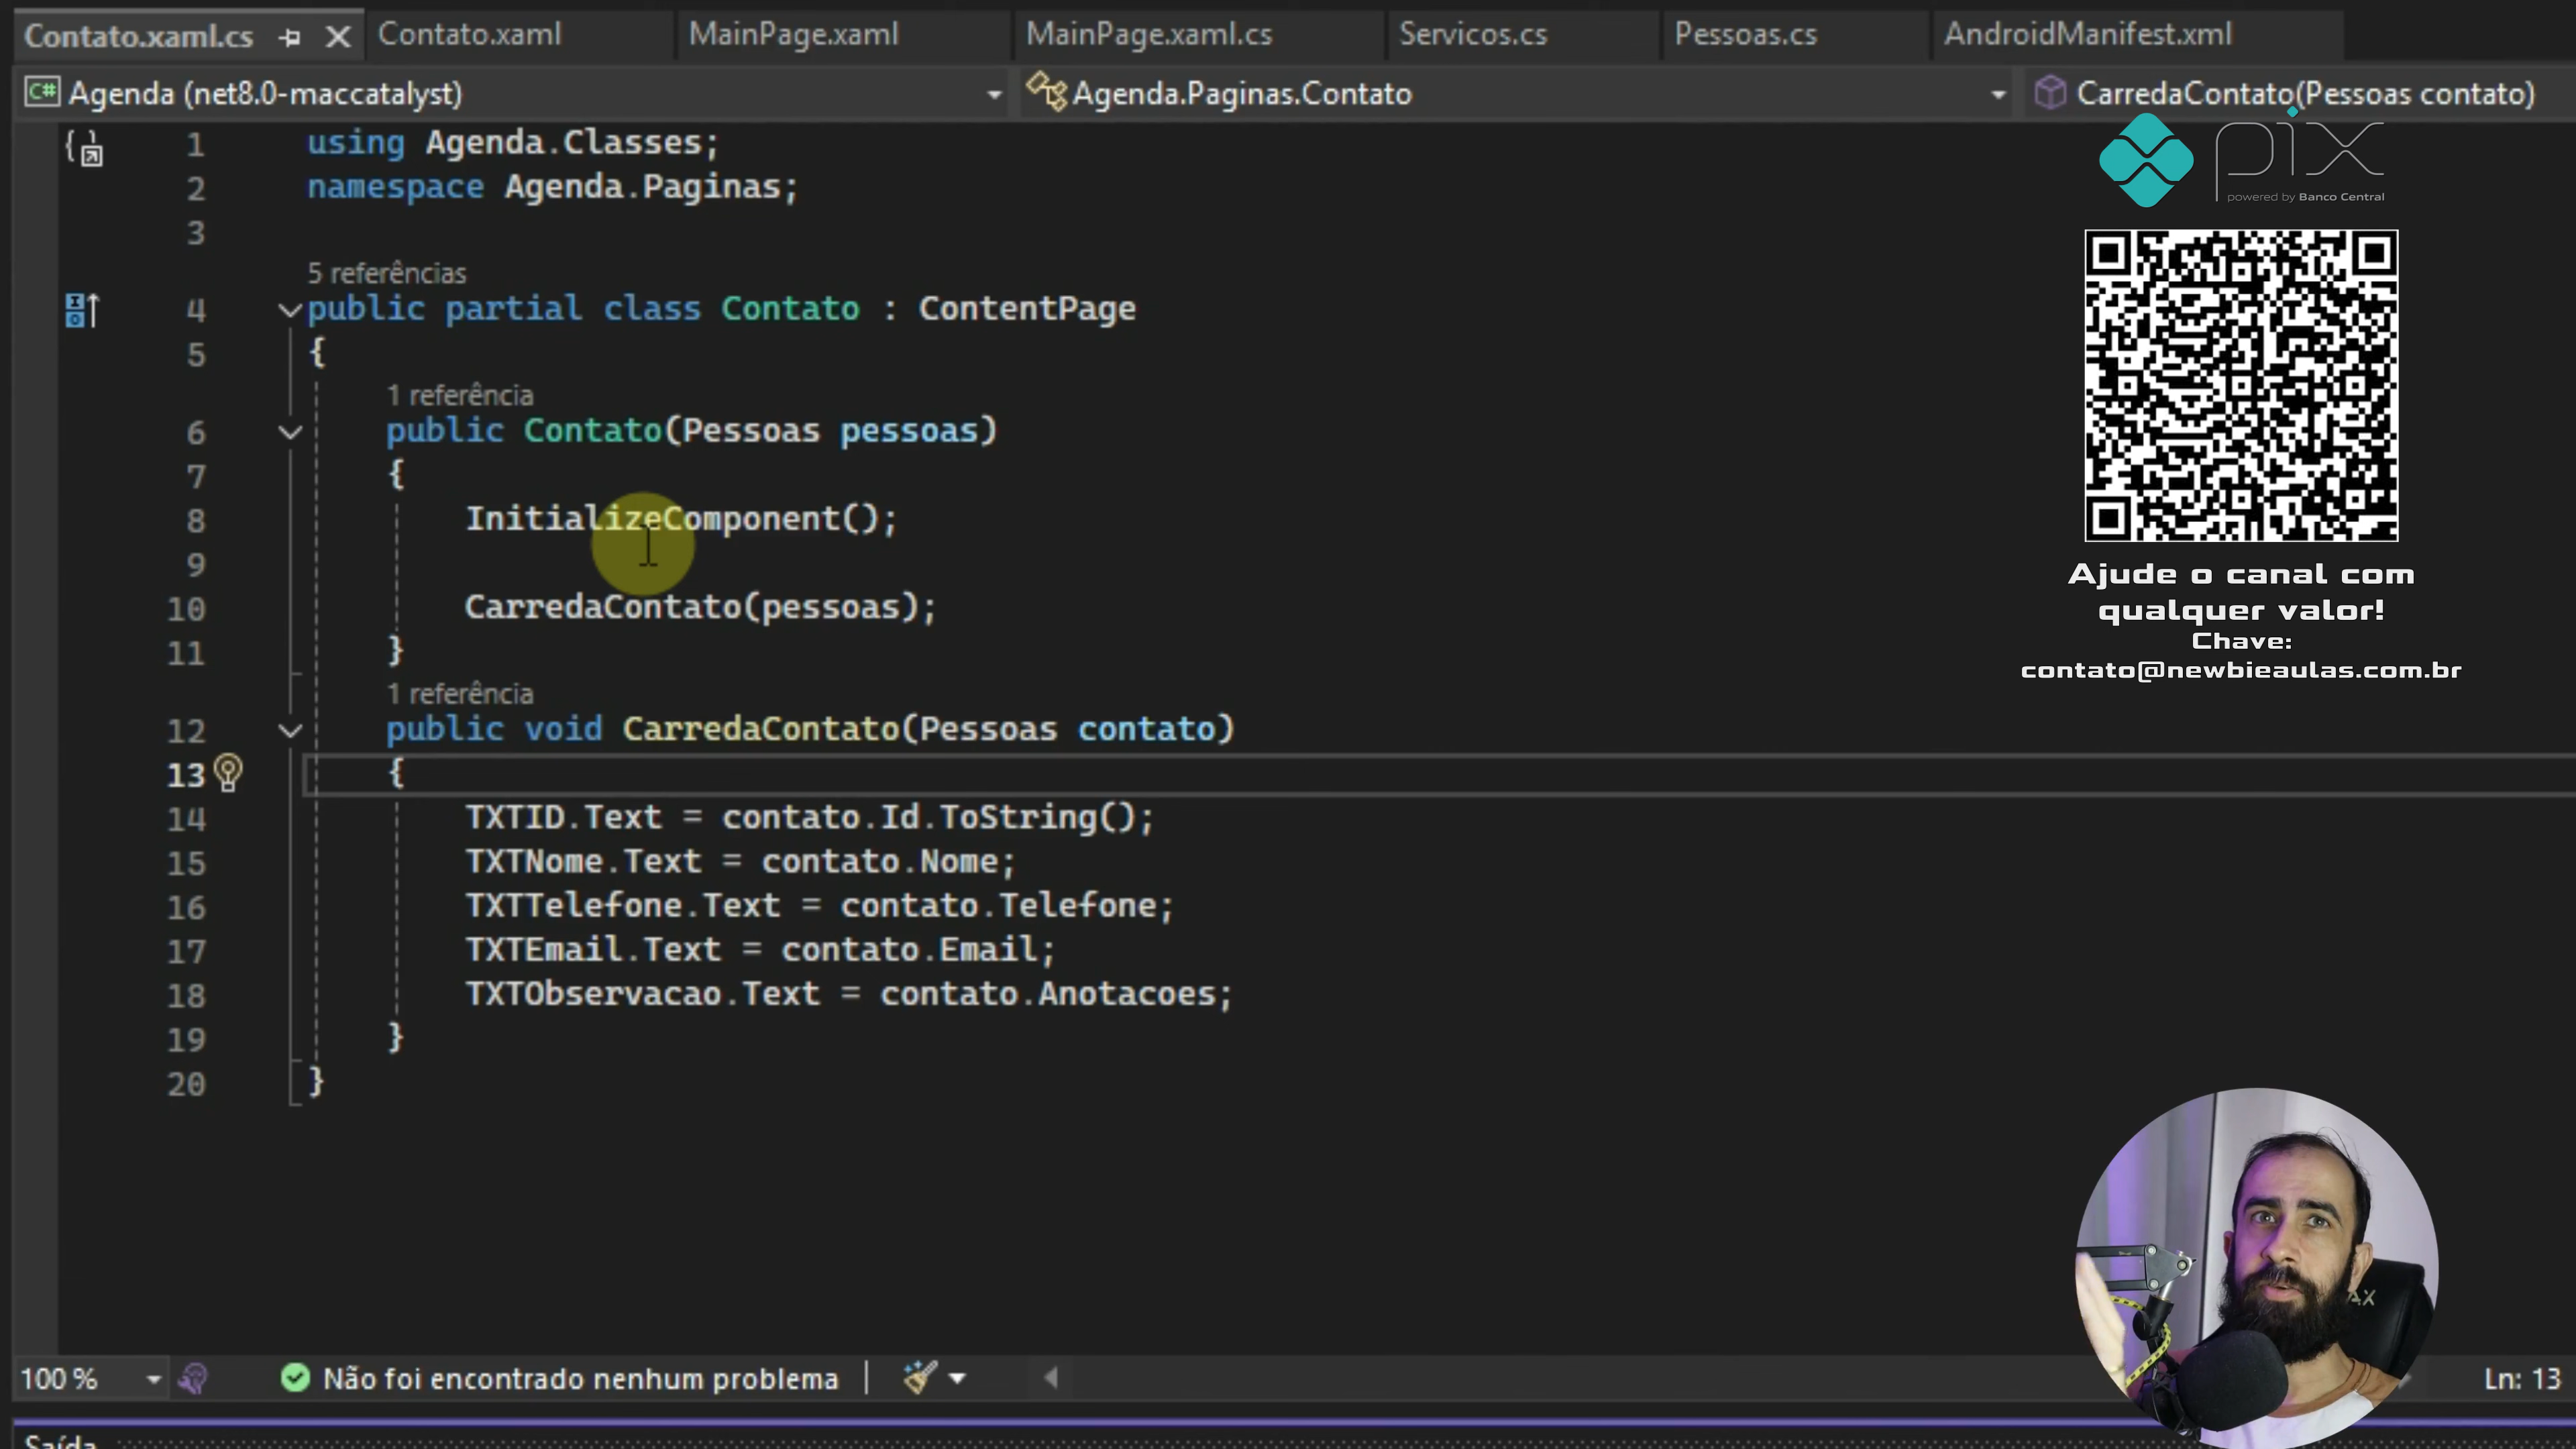 Contato.xaml.cs Contato.xaml MainPage.xaml MainPage.xaml.cs Servicos.cs Pessoas.cs AndroidManifest.xml
C# Agenda (net8.0-maccatalyst) Agenda.Paginas.Contato CarredaContato(Pessoas contato)
1 using Agenda.Classes;
2 namespace Agenda.Paginas;
3
5 referências
4 public partial class Contato : ContentPage
5 {
1 referência
6 public Contato(Pessoas pessoas)
7 {
8 InitializeComponent();
9
10 CarredaContato(pessoas);
11 }
1 referência
12 public void CarredaContato(Pessoas contato)
13 {
14 TXTID.Text = contato.Id.ToString();
15 TXTNome.Text = contato.Nome;
16 TXTTelefone.Text = contato.Telefone;
17 TXTEmail.Text = contato.Email;
18 TXTObservacao.Text = contato.Anotacoes;
19 }
20 }
pix
powered by Banco Central
Ajude o canal com
qualquer valor!
Chave:
contato@newbieaulas.com.br
AX
100 % Não foi encontrado nenhum problema Ln: 13
Saída